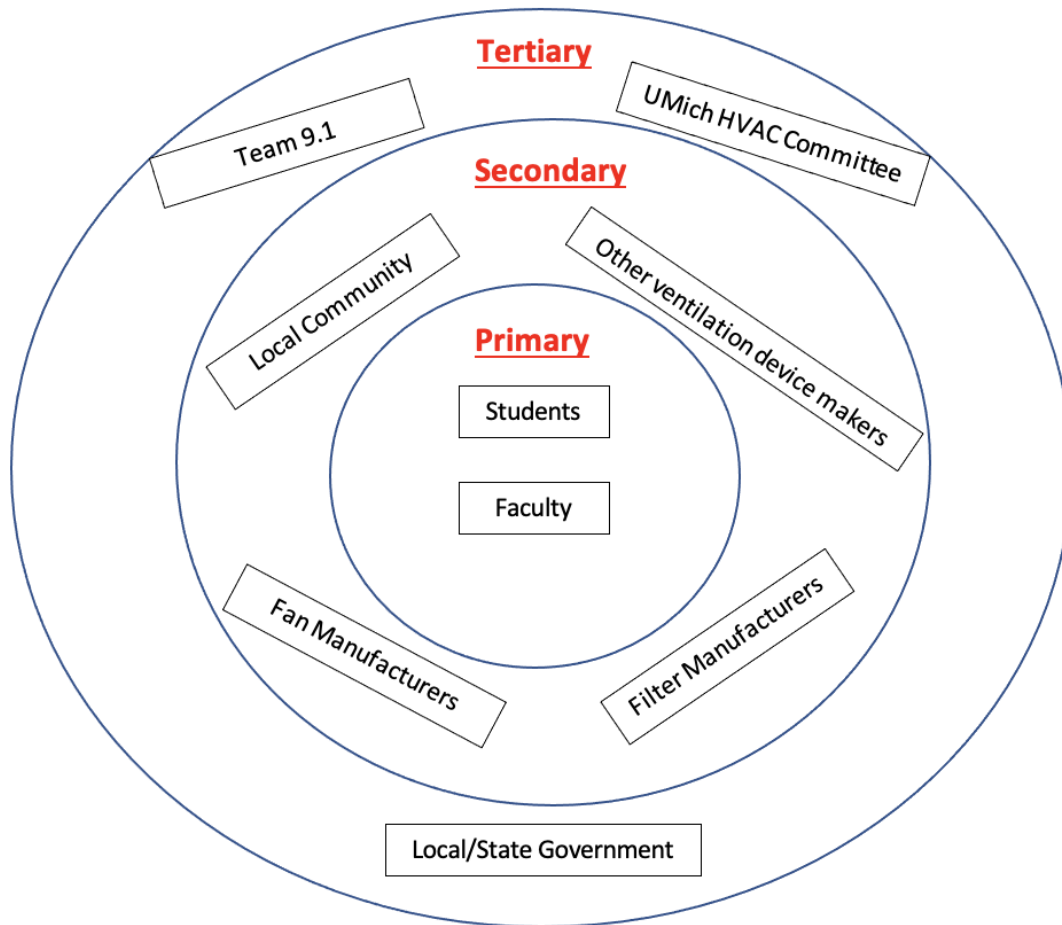 Tertiary
Team 9.1
UMich HVAC Committee
Secondary
Local Community
Other ventilation device makers
Primary
Students
Faculty
Fan Manufacturers
Filter Manufacturers
Local/State Government